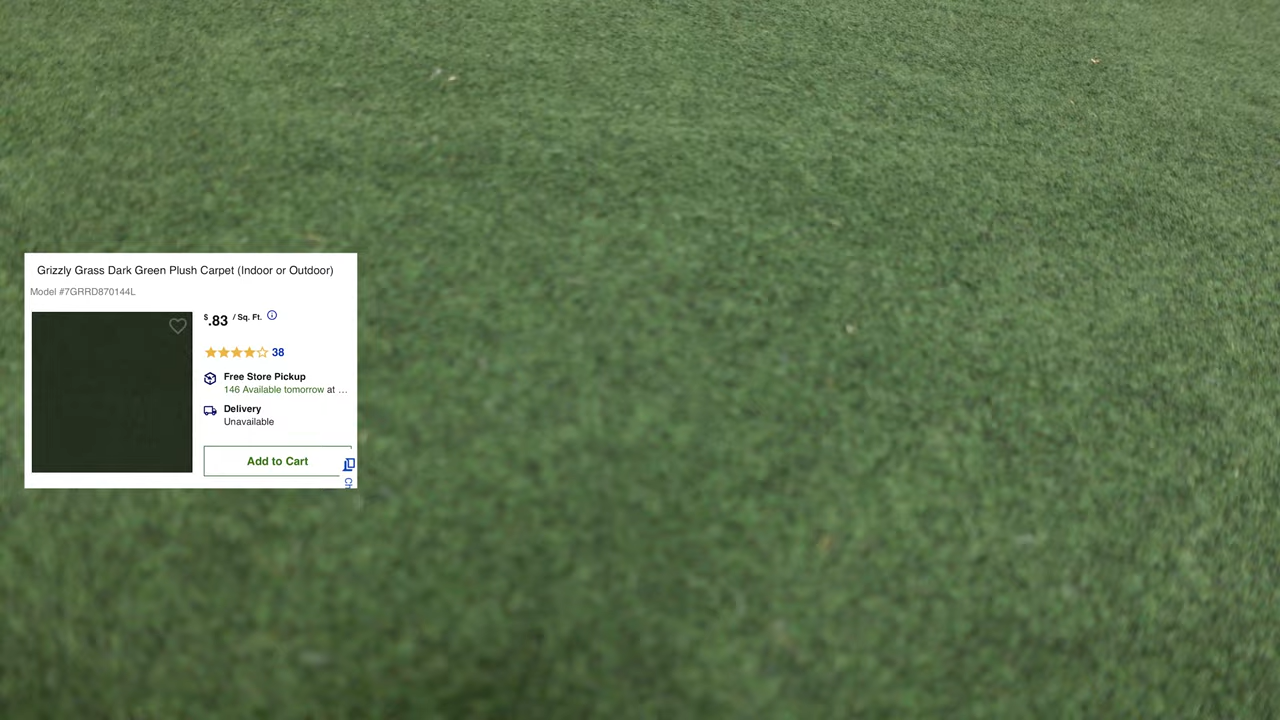 Grizzly Grass Dark Green Plush Carpet (Indoor or Outdoor)
Model #7GRRD870144L
$.83 / Sq. Ft.
38
Free Store Pickup
146 Available tomorrow at ...
Delivery
Unavailable
Add to Cart